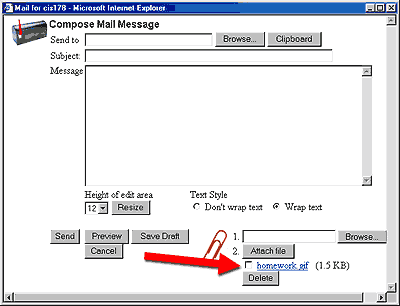 Mail for cis178 - Microsoft Internet Explorer
Compose Mail Message
Send to Browse... Clipboard
Subject:
Message
Height of edit area Text Style
12 Resize Don't wrap text Wrap text
Send Preview Save Draft 1. Browse...
Cancel 2. Attach file
homework.gif (1.5 KB)
Delete